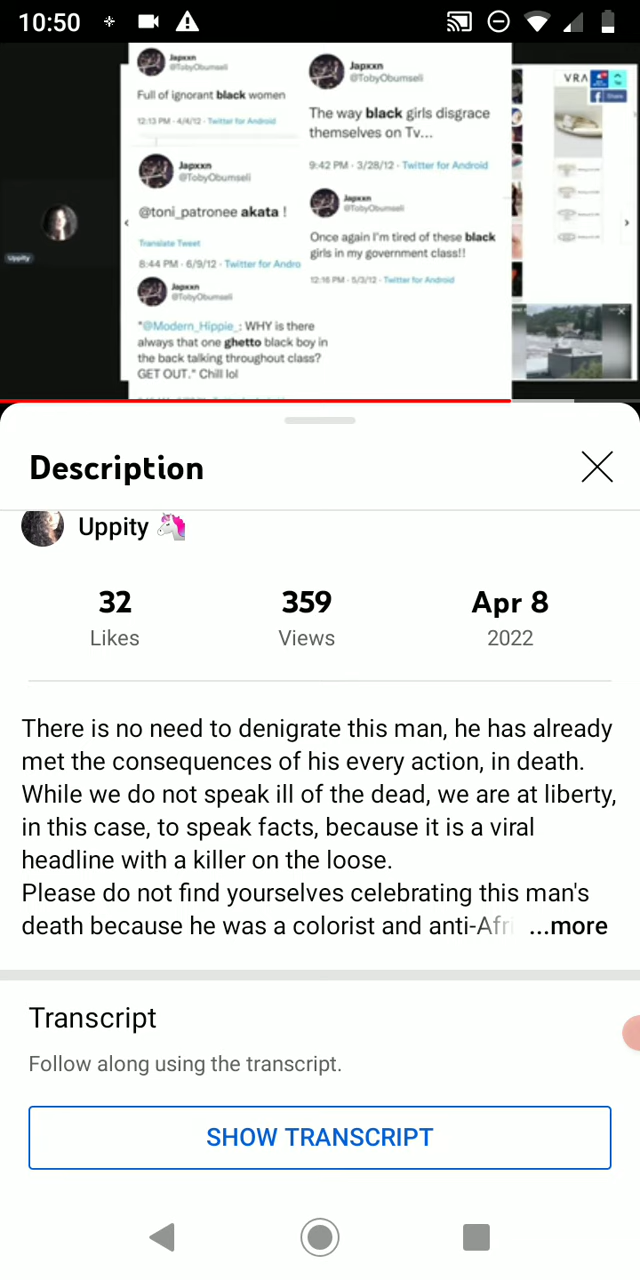 10:50
Japxxn
@TobyObumseli
Full of ignorant black women
12:13 PM · 4/4/12 · Twitter for Android
Japxxn
@TobyObumseli
@toni_patronee akata !
Translate Tweet
8:44 PM · 6/9/12 · Twitter for Andro
Japxxn
@TobyObumseli
"@Modern_Hippie_: WHY is there
always that one ghetto black boy in
the back talking throughout class?
GET OUT." Chill lol
Japxxn
@TobyObumseli
The way black girls disgrace
themselves on Tv...
9:42 PM · 3/28/12 · Twitter for Android
Japxxn
@TobyObumseli
Once again I'm tired of these black
girls in my government class!!
12:16 PM · 5/3/12 · Twitter for Android
VRA
Share
Uppity
Description
Uppity 🦄
32
Likes
359
Views
Apr 8
2022
There is no need to denigrate this man, he has already
met the consequences of his every action, in death.
While we do not speak ill of the dead, we are at liberty,
in this case, to speak facts, because it is a viral
headline with a killer on the loose.
Please do not find yourselves celebrating this man's
death because he was a colorist and anti-Afr ...more
Transcript
Follow along using the transcript.
SHOW TRANSCRIPT